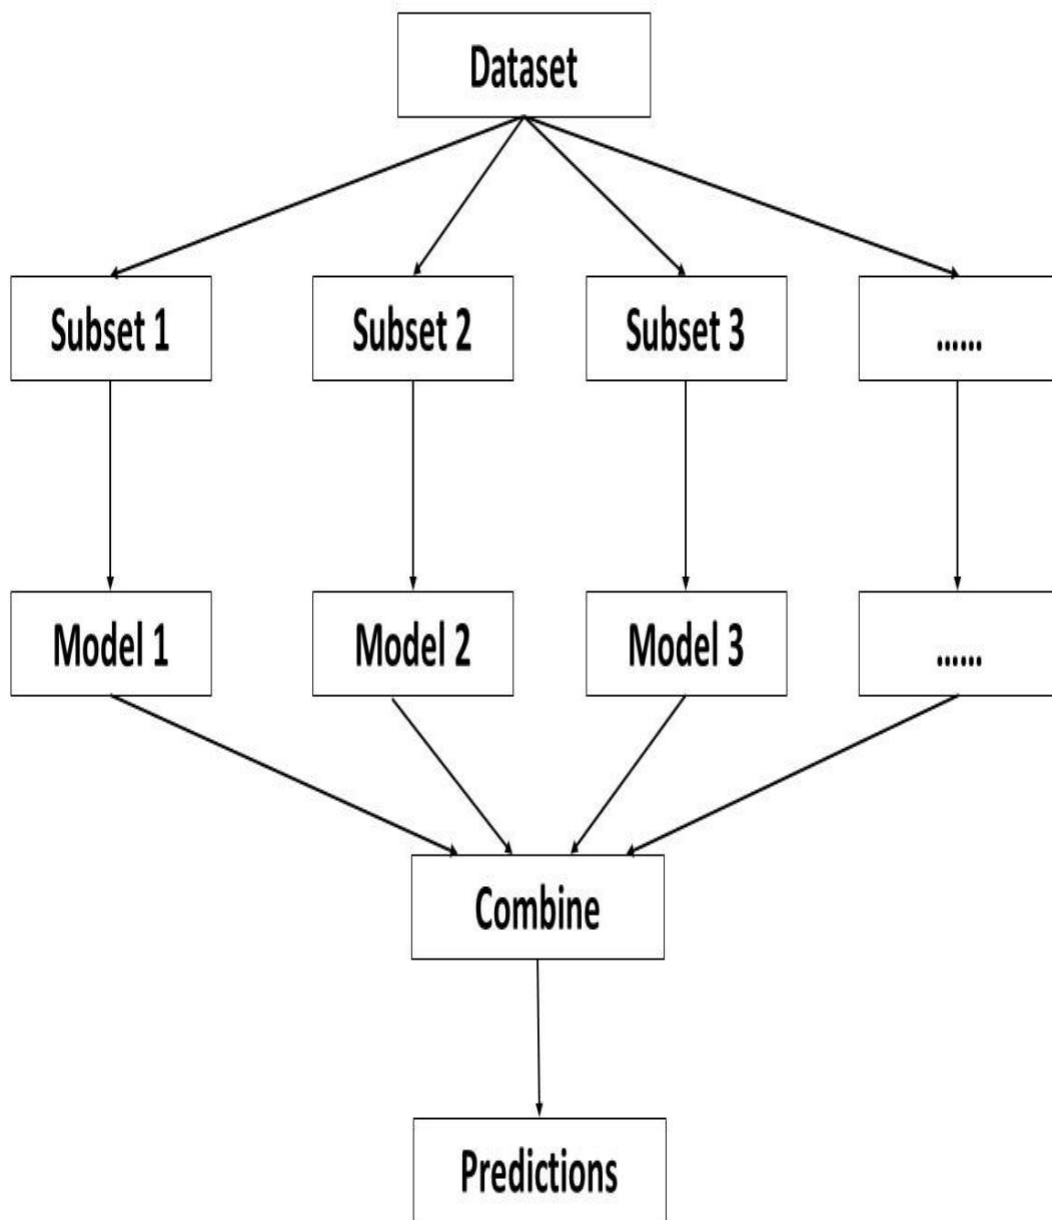 Dataset
Subset 1
Subset 2
Subset 3
......
Model 1
Model 2
Model 3
......
Combine
Predictions